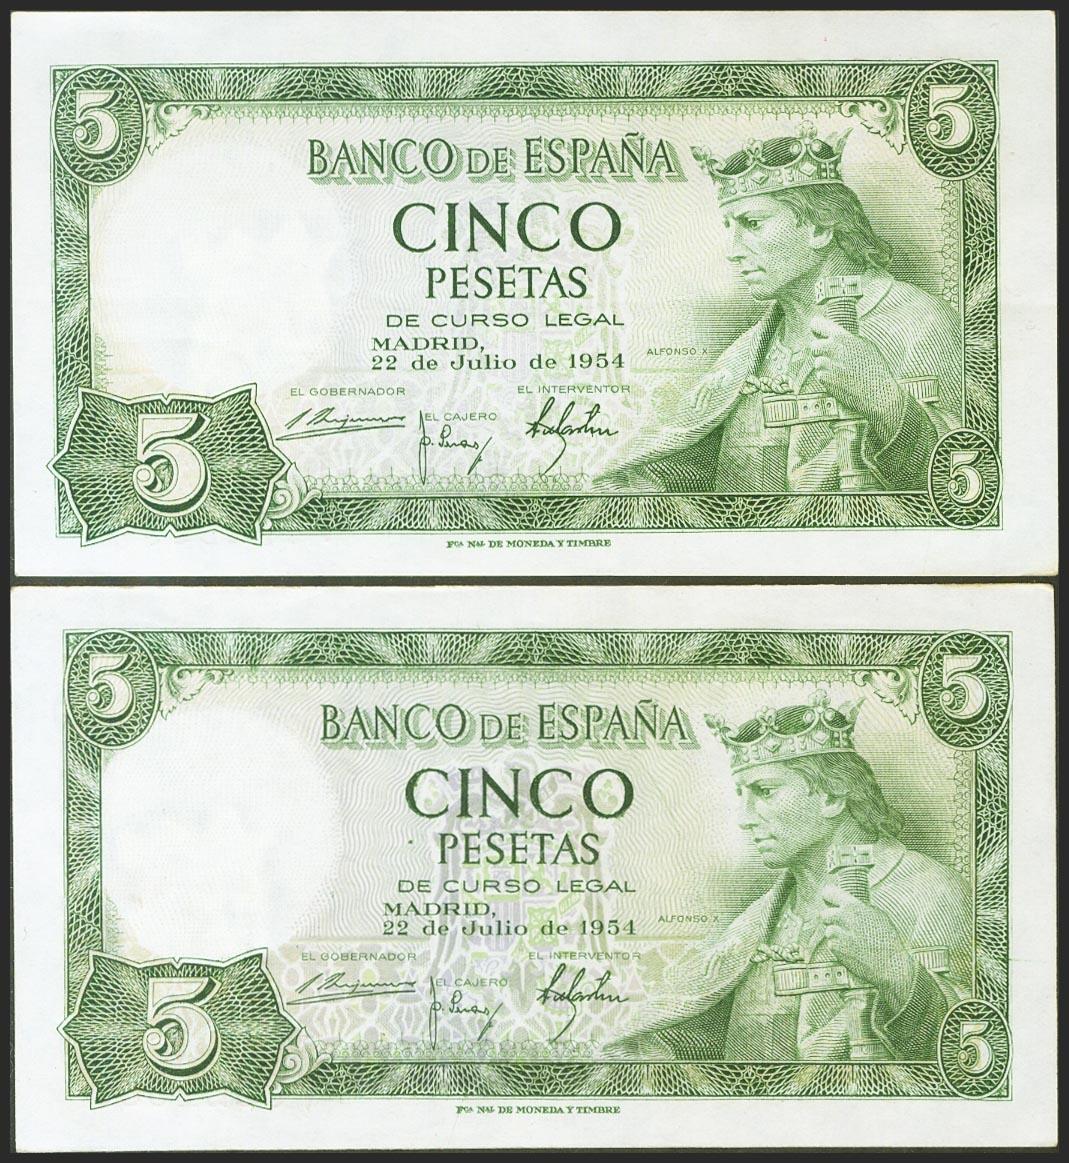 5 5
BANCO DE ESPAÑA
CINCO
PESETAS
DE CURSO LEGAL
MADRID,
22 de Julio de 1954
ALFONSO X
EL GOBERNADOR
EL INTERVENTOR
EL CAJERO
5 5
Fca Nal DE MONEDA Y TIMBRE
5 5
BANCO DE ESPAÑA
CINCO
PESETAS
DE CURSO LEGAL
MADRID,
22 de Julio de 1954
ALFONSO X
EL GOBERNADOR
EL INTERVENTOR
EL CAJERO
5 5
Fca Nal DE MONEDA Y TIMBRE